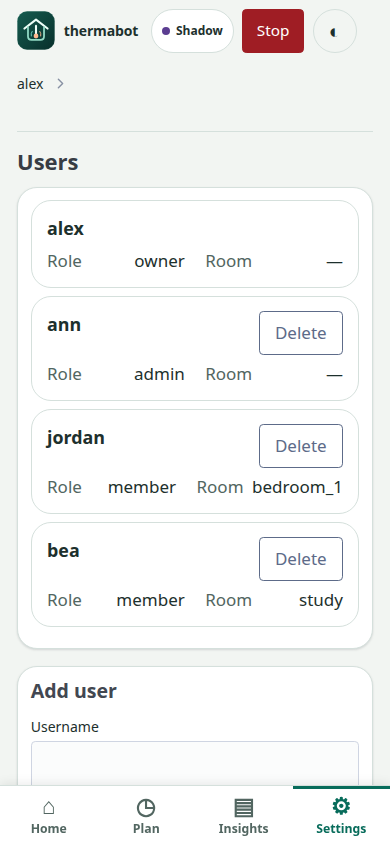 thermabot
Shadow
Stop
alex
Users
alex
Role owner Room —
ann
Delete
Role admin Room —
jordan
Delete
Role member Room bedroom_1
bea
Delete
Role member Room study
Add user
Username
Home Plan Insights Settings